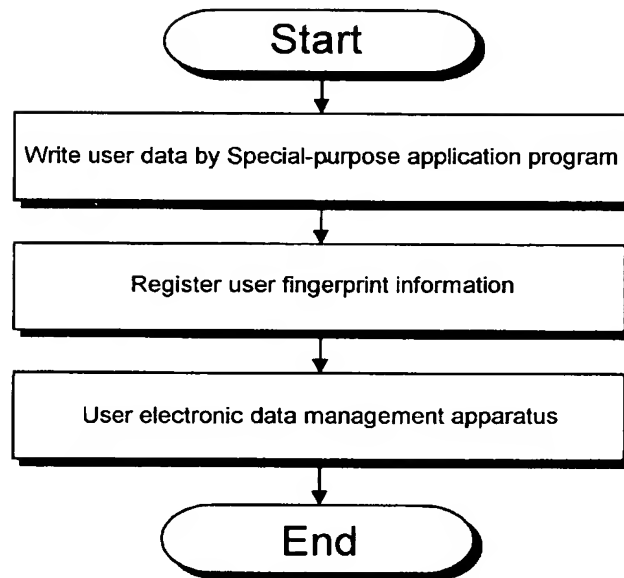 Start
Write user data by Special-purpose application program
Register user fingerprint information
User electronic data management apparatus
End